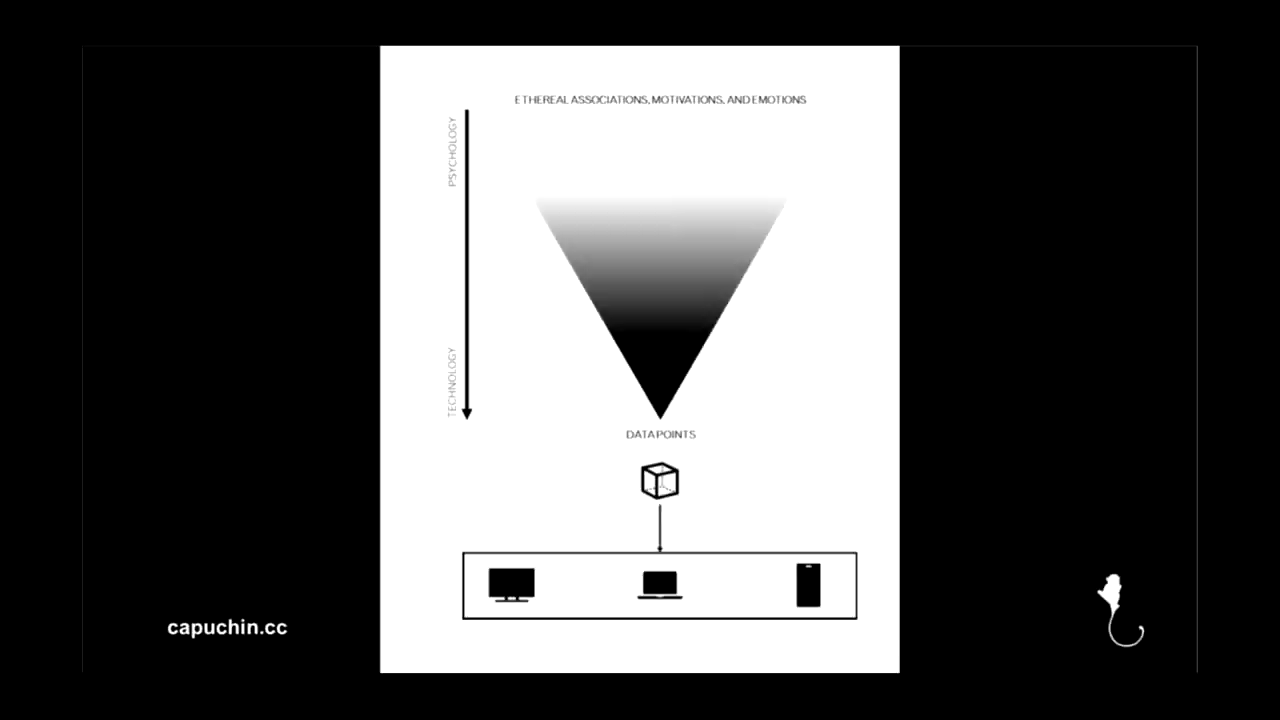 ETHEREAL ASSOCIATIONS, MOTIVATIONS, AND EMOTIONS
PSYCHOLOGY
TECHNOLOGY
DATA POINTS
capuchin.cc